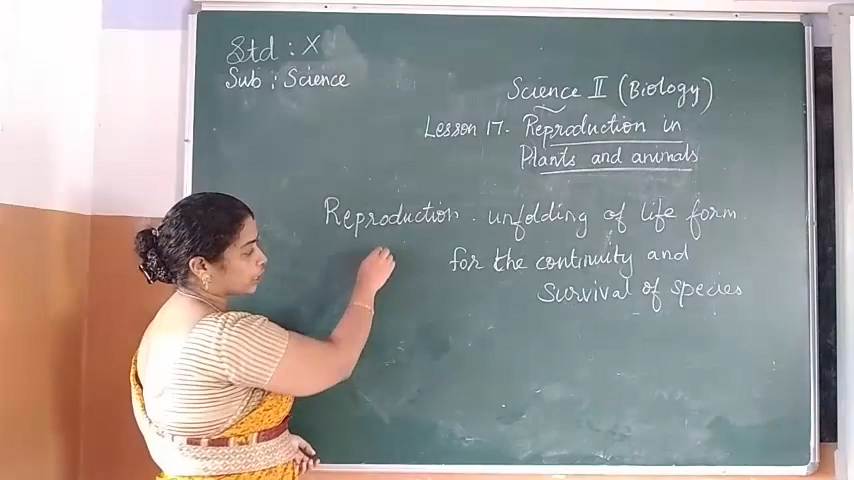 Std : X
Sub : Science
Science II (Biology)
Lesson 17. Reproduction in
Plants and animals
Reproduction . unfolding of life form
for the continuity and
Survival of species